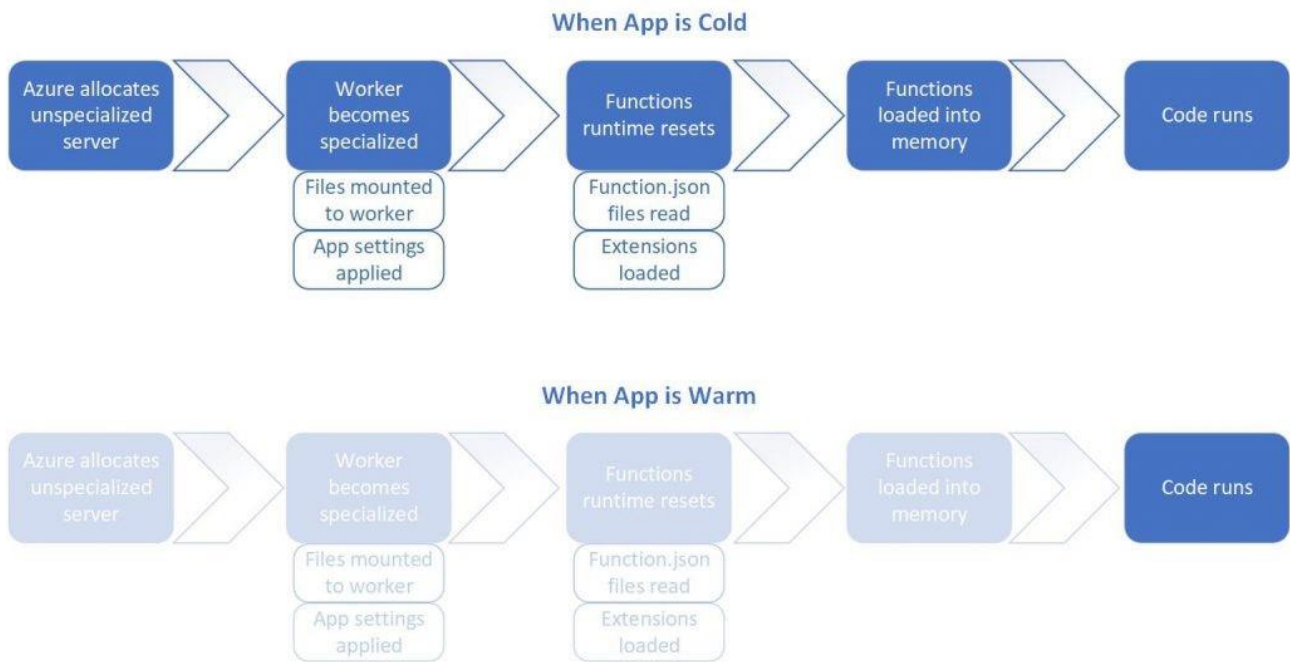 When App is Cold
Azure allocates
unspecialized
server
Worker
becomes
specialized
Functions
runtime resets
Functions
loaded into
memory
Code runs
Files mounted
to worker
Function.json
files read
App settings
applied
Extensions
loaded
When App is Warm
Azure allocates
unspecialized
server
Worker
becomes
specialized
Functions
runtime resets
Functions
loaded into
memory
Code runs
Files mounted
to worker
Function.json
files read
App settings
applied
Extensions
loaded